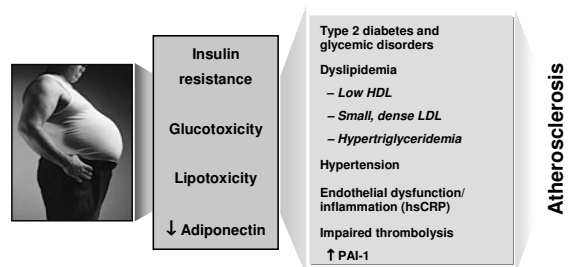 Insulin
resistance
Glucotoxicity
Lipotoxicity
↓ Adiponectin
Type 2 diabetes and
glycemic disorders
Dyslipidemia
– Low HDL
– Small, dense LDL
– Hypertriglyceridemia
Hypertension
Endothelial dysfunction/
inflammation (hsCRP)
Impaired thrombolysis
↑ PAI-1
Atherosclerosis